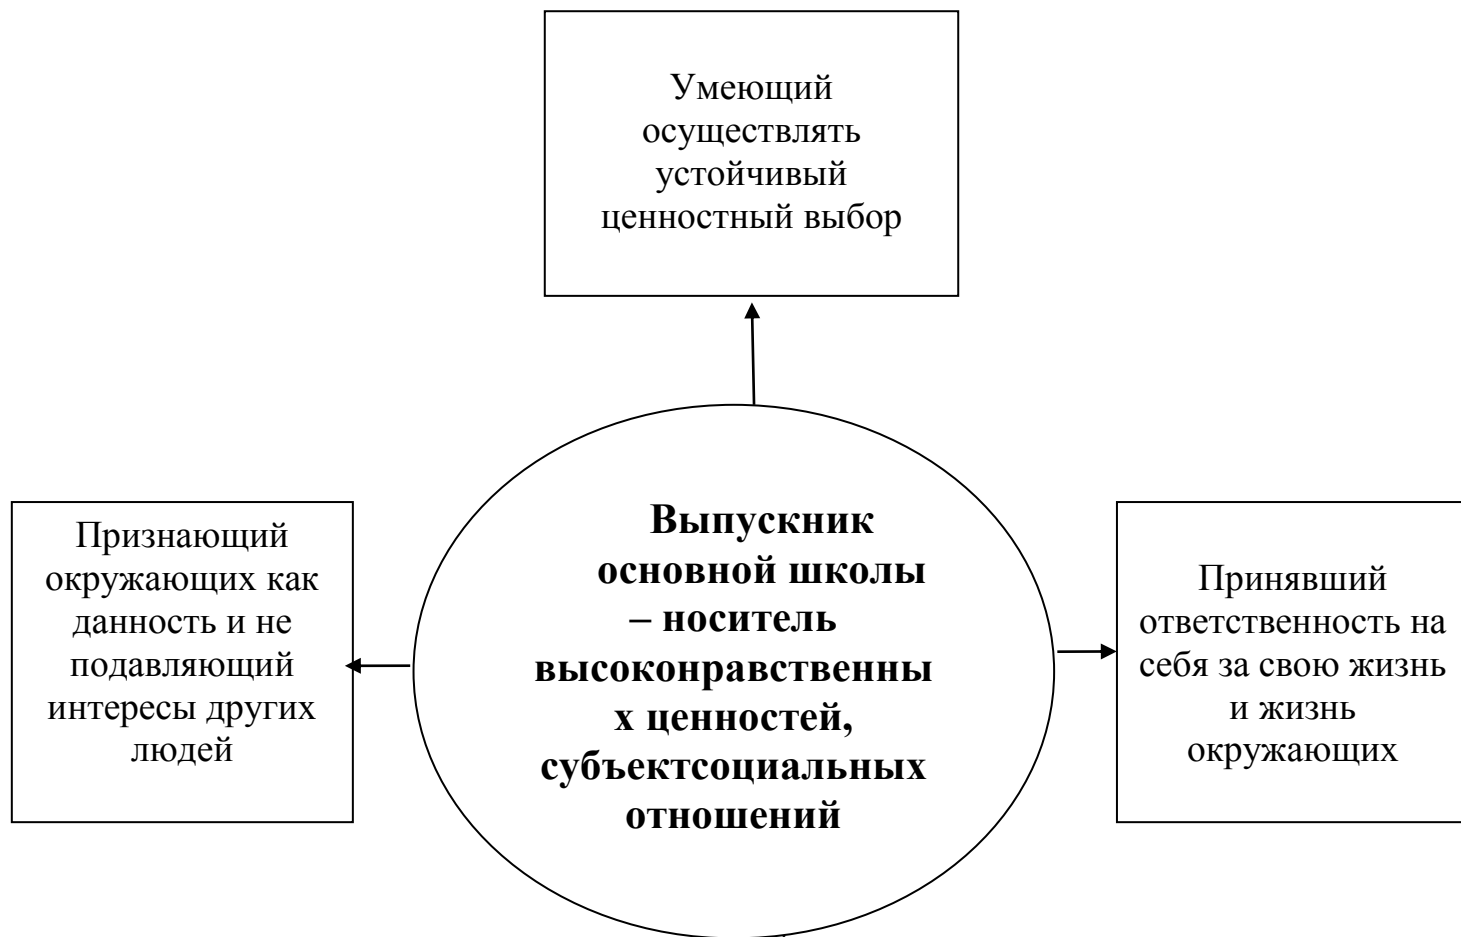 Умеющий
осуществлять
устойчивый
ценностный выбор
Признающий
окружающих как
данность и не
подавляющий
интересы других
людей
Выпускник
основной школы
– носитель
высоконравственны
х ценностей,
субъектсоциальных
отношений
Принявший
ответственность на
себя за свою жизнь
и жизнь
окружающих